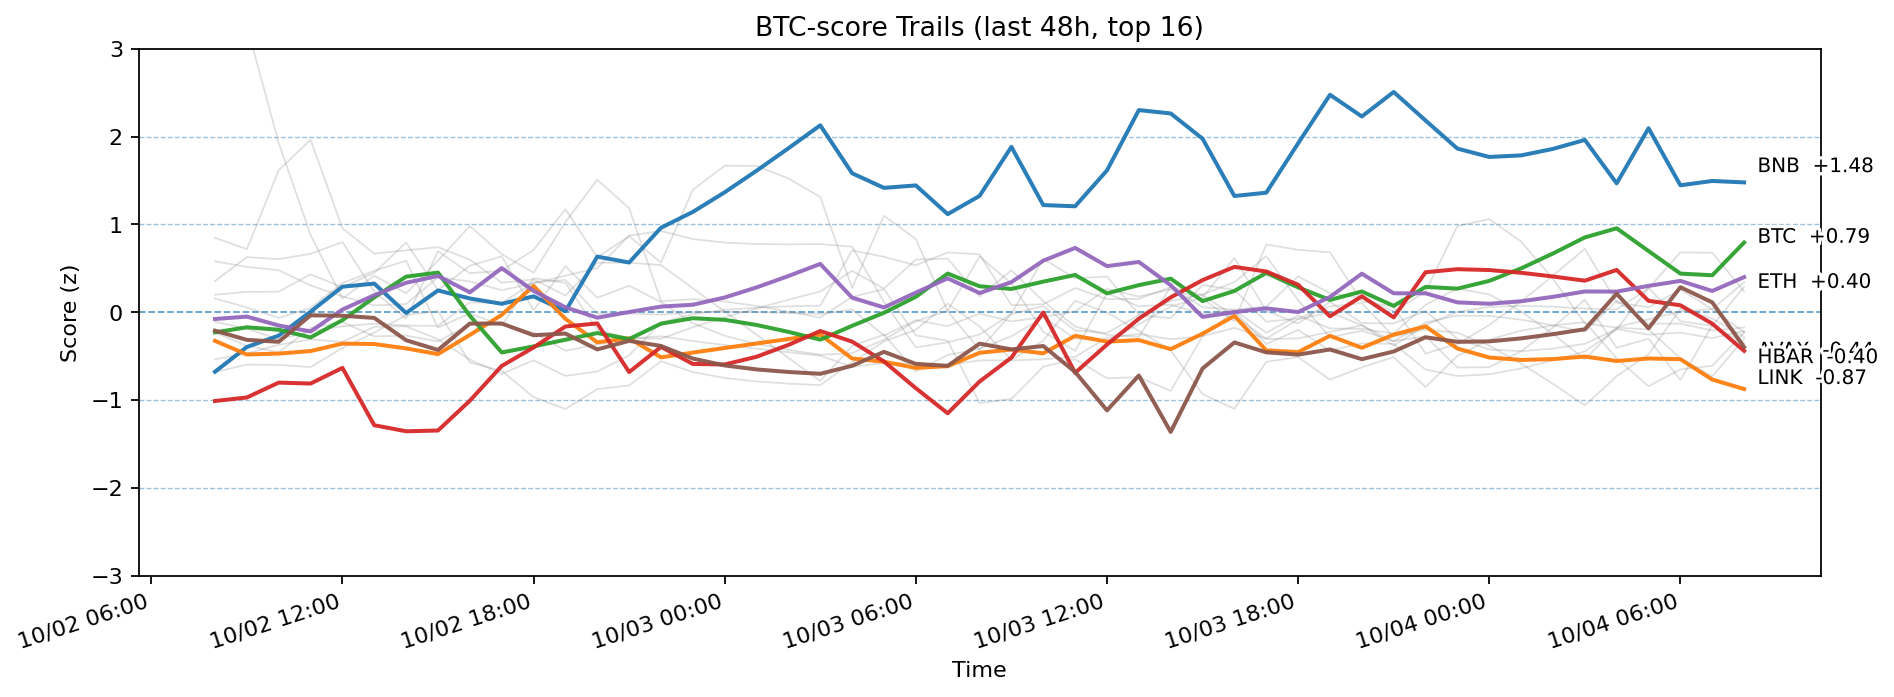 BTC-score Trails (last 48h, top 16)
Score (z)
3
2
1
0
−1
−2
−3
BNB +1.48
BTC +0.79
ETH +0.40
HBAR -0.40
LINK -0.87
10/02 06:00
10/02 12:00
10/02 18:00
10/03 00:00
10/03 06:00
10/03 12:00
10/03 18:00
10/04 00:00
10/04 06:00
Time